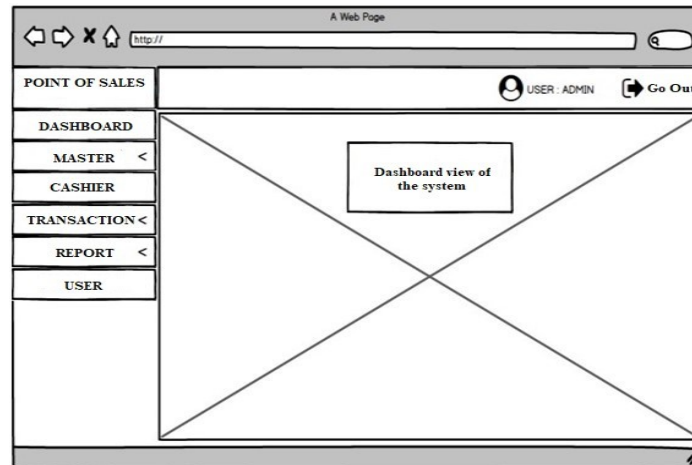 A Web Page
http://
POINT OF SALES
USER : ADMIN
Go Out
DASHBOARD
MASTER <
CASHIER
TRANSACTION <
REPORT <
USER
Dashboard view of
the system